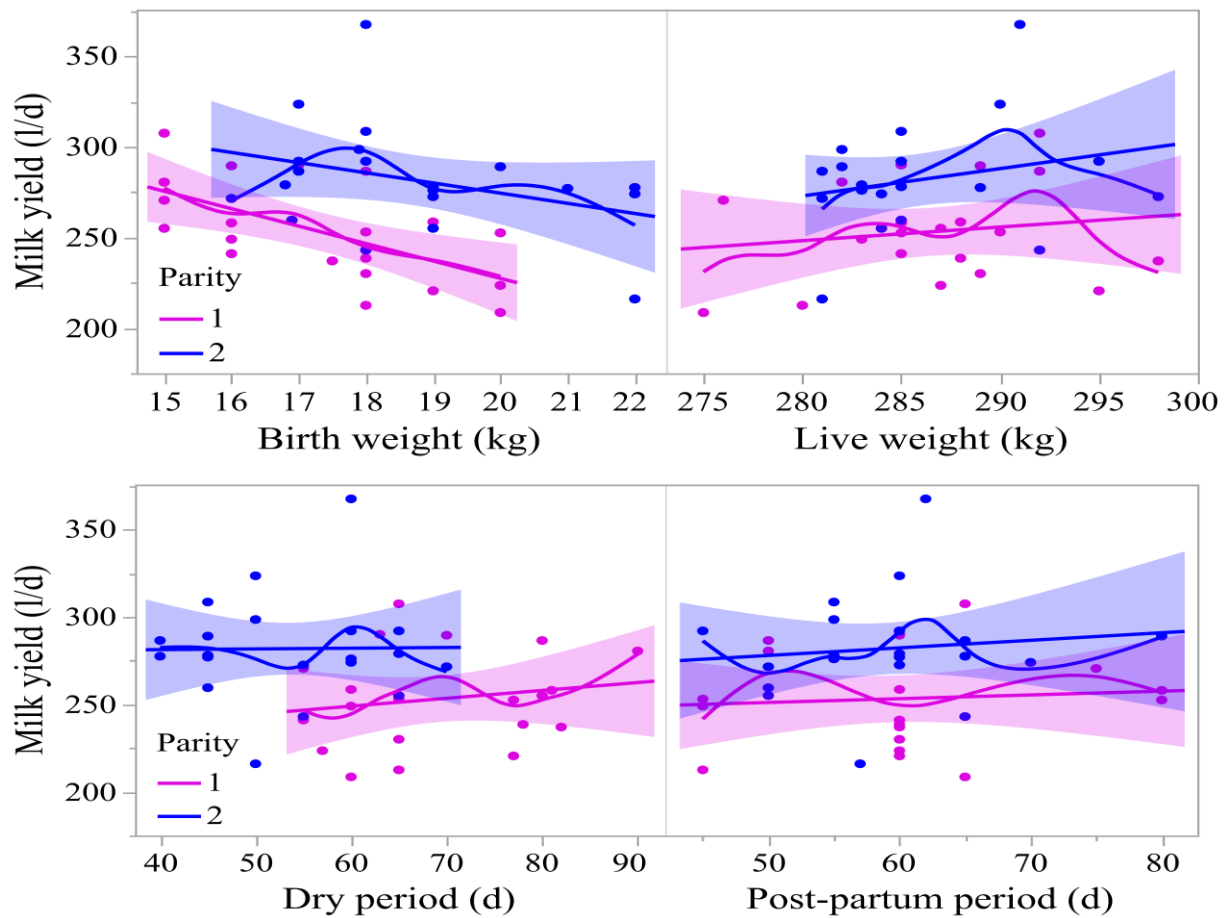 Milk yield (l/d)
350
300
250
200
Parity
1
2
15 16 17 18 19 20 21 22 275 280 285 290 295 300
Birth weight (kg) Live weight (kg)
Milk yield (l/d)
350
300
250
200
Parity
1
2
40 50 60 70 80 90 50 60 70 80
Dry period (d) Post-partum period (d)